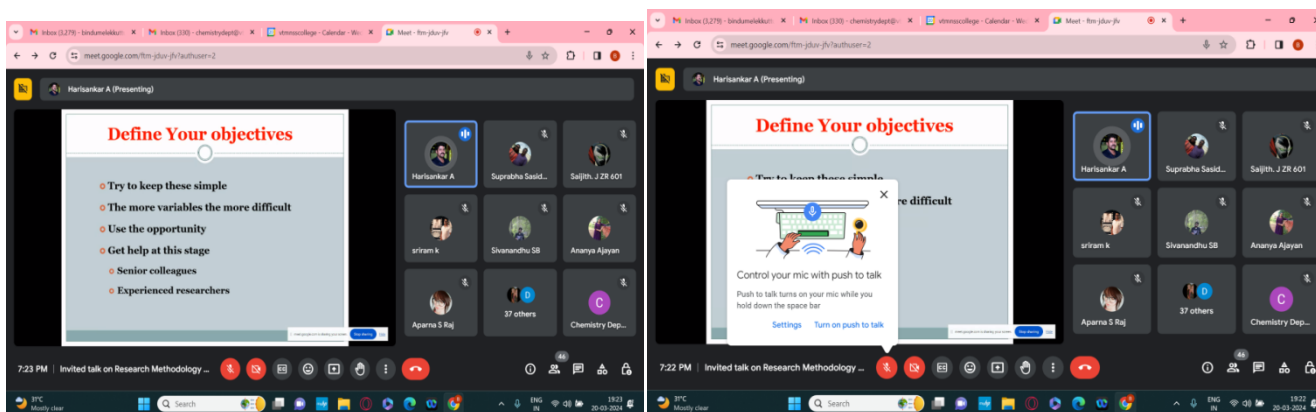 Inbox (3,279) - bindumelekkutt
Inbox (330) - chemistrydept@v
vtmnsscollege - Calendar - We
Meet - ftm-jduv-jfv
meet.google.com/ftm-jduv-jfv?authuser=2
Harisankar A (Presenting)
Define Your objectives
Try to keep these simple
The more variables the more difficult
Use the opportunity
Get help at this stage
Senior colleagues
Experienced researchers
Harisankar A
Suprabha Sasid...
Saijith. J ZR 601
sriram k
Sivanandhu SB
Ananya Ajayan
Aparna S Raj
D
37 others
C
Chemistry Dep...
7:23 PM | Invited talk on Research Methodology ...
46
31°C
Mostly clear
Search
ENG
IN
19:23
20-03-2024
Inbox (3,279) - bindumelekkutt
Inbox (330) - chemistrydept@v
vtmnsscollege - Calendar - We
Meet - ftm-jduv-jfv
meet.google.com/ftm-jduv-jfv?authuser=2
Harisankar A (Presenting)
Define Your objectives
Try to keep these simple
re difficult
Control your mic with push to talk
Push to talk turns on your mic while you
hold down the space bar
Settings Turn on push to talk
Harisankar A
Suprabha Sasid...
Saijith. J ZR 601
sriram k
Sivanandhu SB
Ananya Ajayan
Aparna S Raj
D
37 others
C
Chemistry Dep...
7:22 PM | Invited talk on Research Methodology ...
46
31°C
Mostly clear
Search
ENG
IN
19:22
20-03-2024